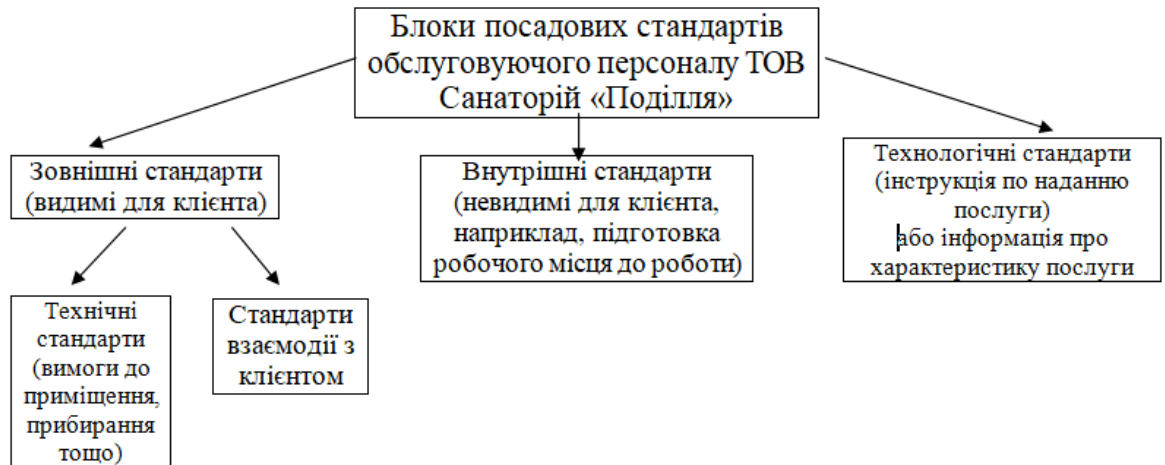 Блоки посадових стандартів
обслуговуючого персоналу ТОВ
Санаторій «Поділля»
Зовнішні стандарти
(видимі для клієнта)
Внутрішні стандарти
(невидимі для клієнта,
наприклад, підготовка
робочого місця до роботи)
Технологічні стандарти
(інструкція по наданню
послуги)
або інформація про
характеристику послуги
Технічні
стандарти
(вимоги до
приміщення,
прибирання
тощо)
Стандарти
взаємодії з
клієнтом